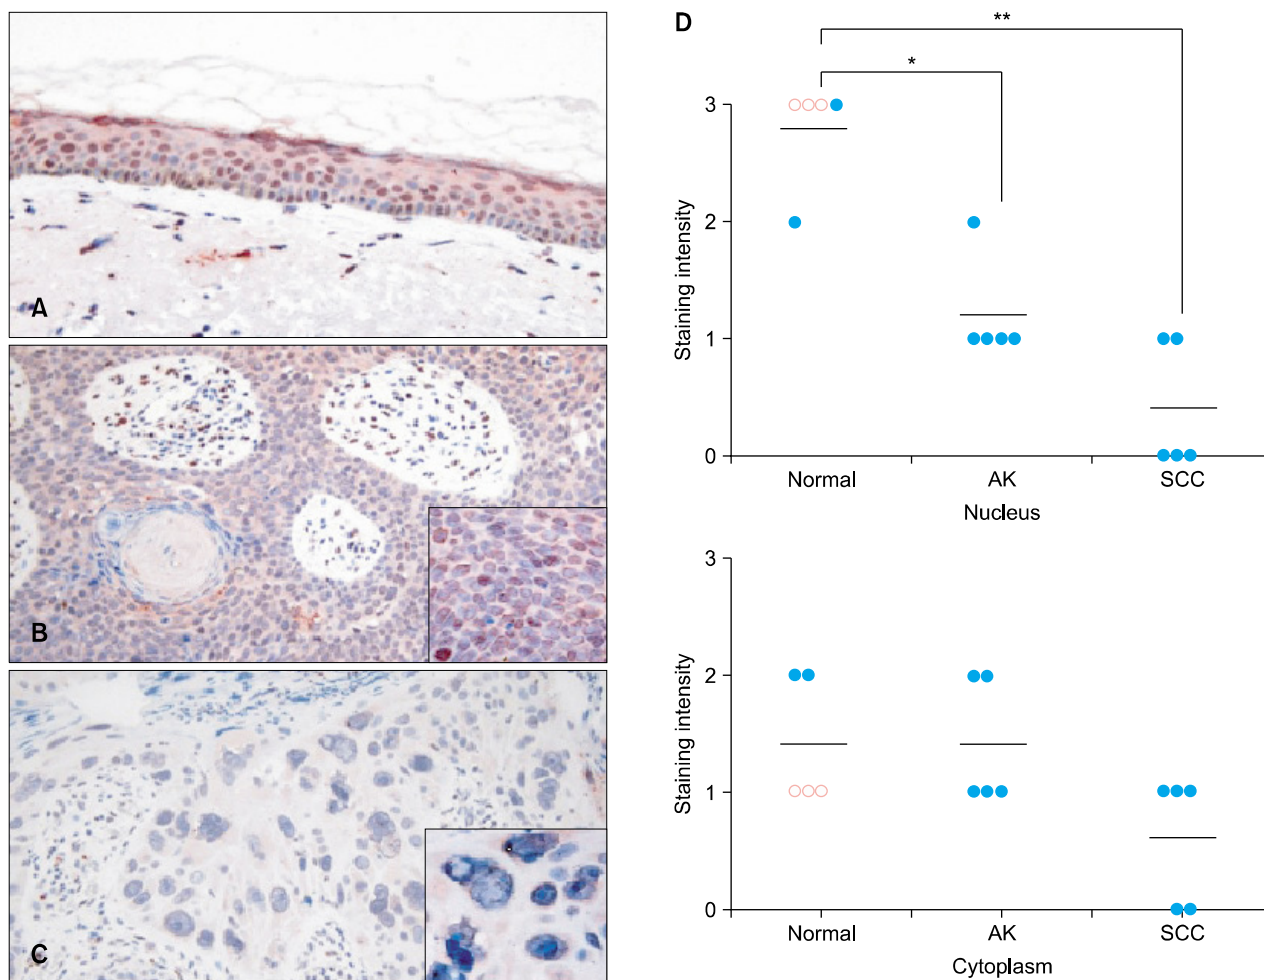 A
B
C
D
**
*
Staining intensity
3
2
1
0
Normal AK SCC
Nucleus
Staining intensity
3
2
1
0
Normal AK SCC
Cytoplasm